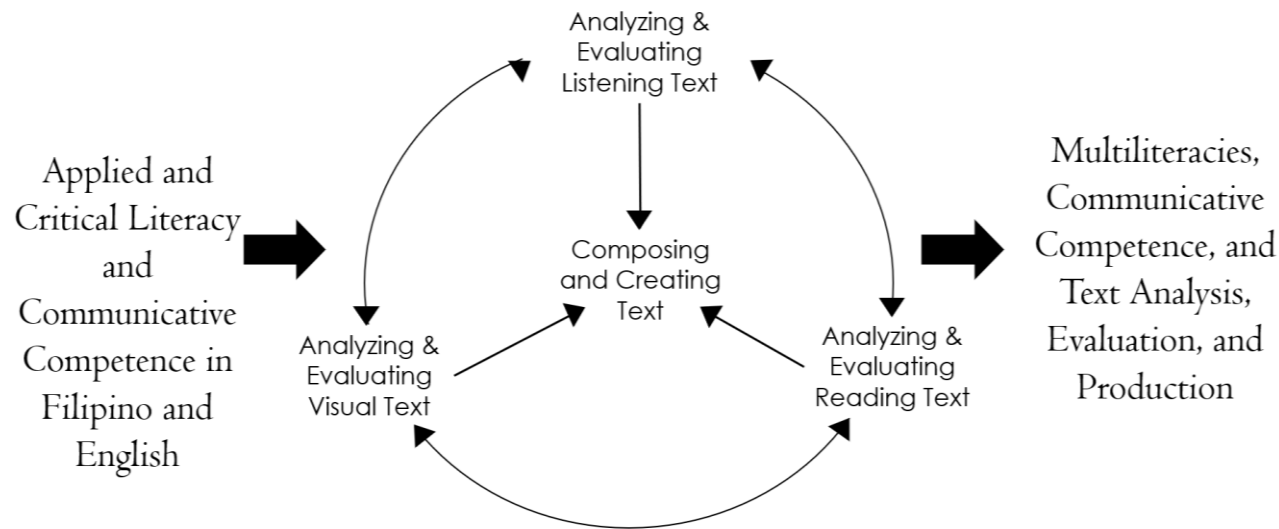 Analyzing &
Evaluating
Listening Text
Applied and
Critical Literacy
and
Communicative
Competence in
Filipino and
English
Composing
and Creating
Text
Analyzing &
Evaluating
Visual Text
Analyzing &
Evaluating
Reading Text
Multiliteracies,
Communicative
Competence, and
Text Analysis,
Evaluation, and
Production